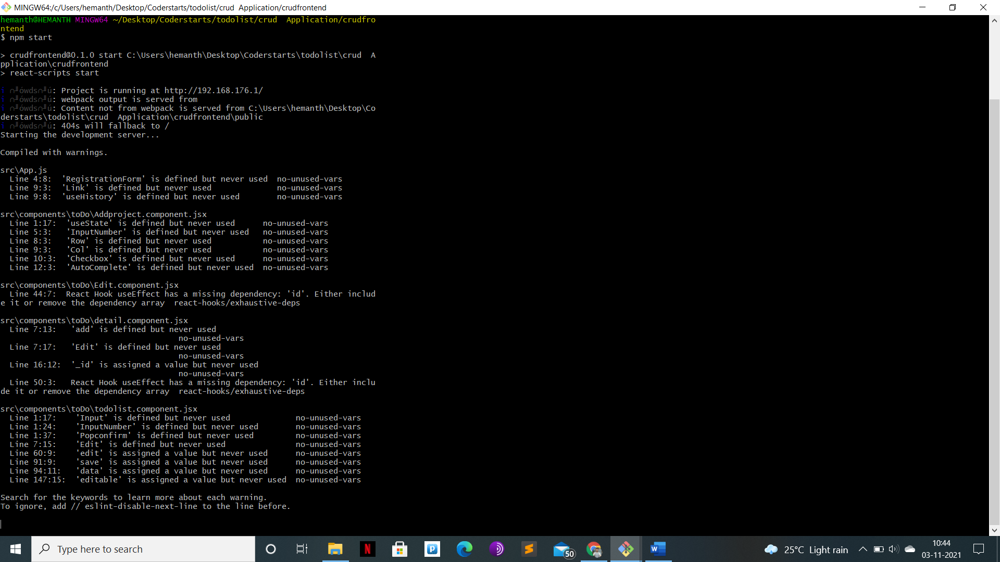 MINGW64:/c/Users/hemanth/Desktop/Coderstarts/todolist/crud  Application/crudfrontend
hemanth@HEMANTH MINGW64 ~/Desktop/Coderstarts/todolist/crud  Application/crudfro
ntend
$ npm start
> crudfrontend@0.1.0 start C:\Users\hemanth\Desktop\Coderstarts\todolist\crud  A
pplication\crudfrontend
> react-scripts start
i ∩╜ówds∩╜ú: Project is running at http://192.168.176.1/
i ∩╜ówds∩╜ú: webpack output is served from
i ∩╜ówds∩╜ú: Content not from webpack is served from C:\Users\hemanth\Desktop\Co
derstarts\todolist\crud  Application\crudfrontend\public
i ∩╜ówds∩╜ú: 404s will fallback to /
Starting the development server...
Compiled with warnings.
src\App.js
  Line 4:8:  'RegistrationForm' is defined but never used  no-unused-vars
  Line 9:3:  'Link' is defined but never used              no-unused-vars
  Line 9:8:  'useHistory' is defined but never used        no-unused-vars
src\components\toDo\Addproject.component.jsx
  Line 1:17:  'useState' is defined but never used      no-unused-vars
  Line 5:3:   'InputNumber' is defined but never used   no-unused-vars
  Line 8:3:   'Row' is defined but never used           no-unused-vars
  Line 9:3:   'Col' is defined but never used           no-unused-vars
  Line 10:3:  'Checkbox' is defined but never used      no-unused-vars
  Line 12:3:  'AutoComplete' is defined but never used  no-unused-vars
src\components\toDo\Edit.component.jsx
  Line 44:7:  React Hook useEffect has a missing dependency: 'id'. Either includ
e it or remove the dependency array  react-hooks/exhaustive-deps
src\components\toDo\detail.component.jsx
  Line 7:13:   'add' is defined but never used
no-unused-vars
  Line 7:17:   'Edit' is defined but never used
no-unused-vars
  Line 16:12:  '_id' is assigned a value but never used
no-unused-vars
  Line 50:3:   React Hook useEffect has a missing dependency: 'id'. Either inclu
de it or remove the dependency array  react-hooks/exhaustive-deps
src\components\toDo\todolist.component.jsx
  Line 1:17:    'Input' is defined but never used              no-unused-vars
  Line 1:24:    'InputNumber' is defined but never used        no-unused-vars
  Line 1:37:    'Popconfirm' is defined but never used         no-unused-vars
  Line 7:15:    'Edit' is defined but never used               no-unused-vars
  Line 60:9:    'edit' is assigned a value but never used      no-unused-vars
  Line 91:9:    'save' is assigned a value but never used      no-unused-vars
  Line 94:11:   'data' is assigned a value but never used      no-unused-vars
  Line 147:15:  'editable' is assigned a value but never used  no-unused-vars
Search for the keywords to learn more about each warning.
To ignore, add // eslint-disable-next-line to the line before.
Type here to search
N
P
50
W
25°C  Light rain
10:44
03-11-2021